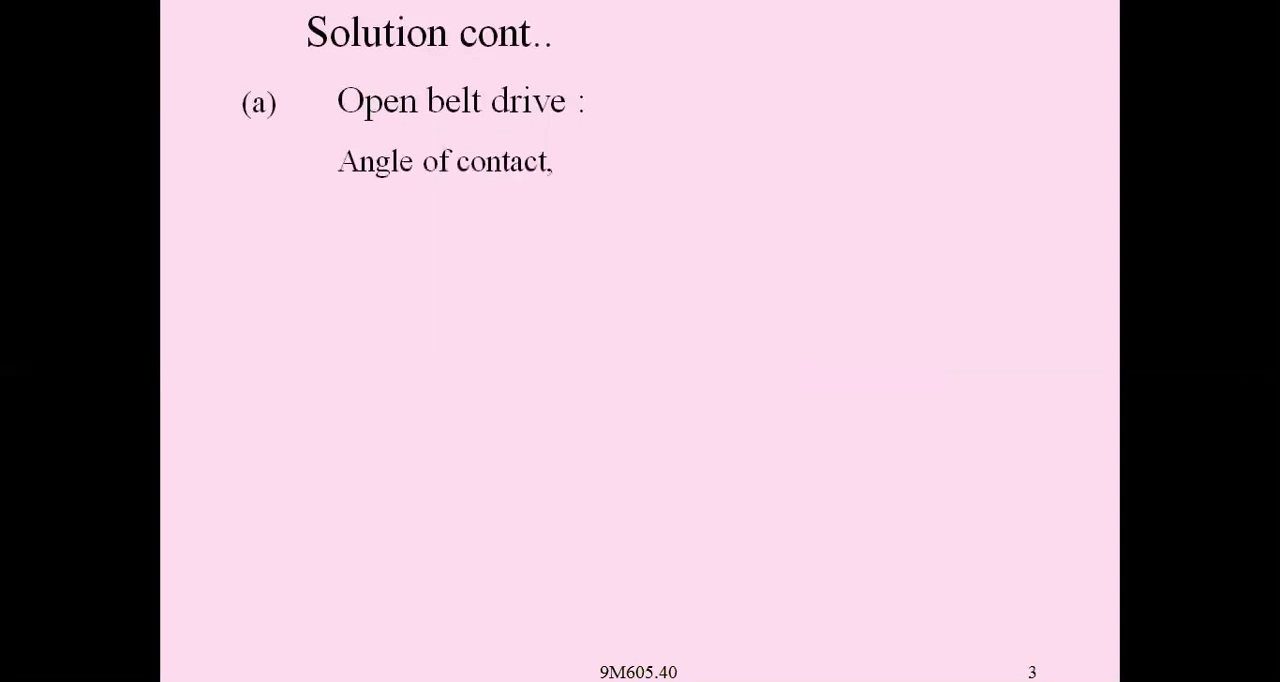 Solution cont..
(a) Open belt drive :
Angle of contact,
9M605.40 3